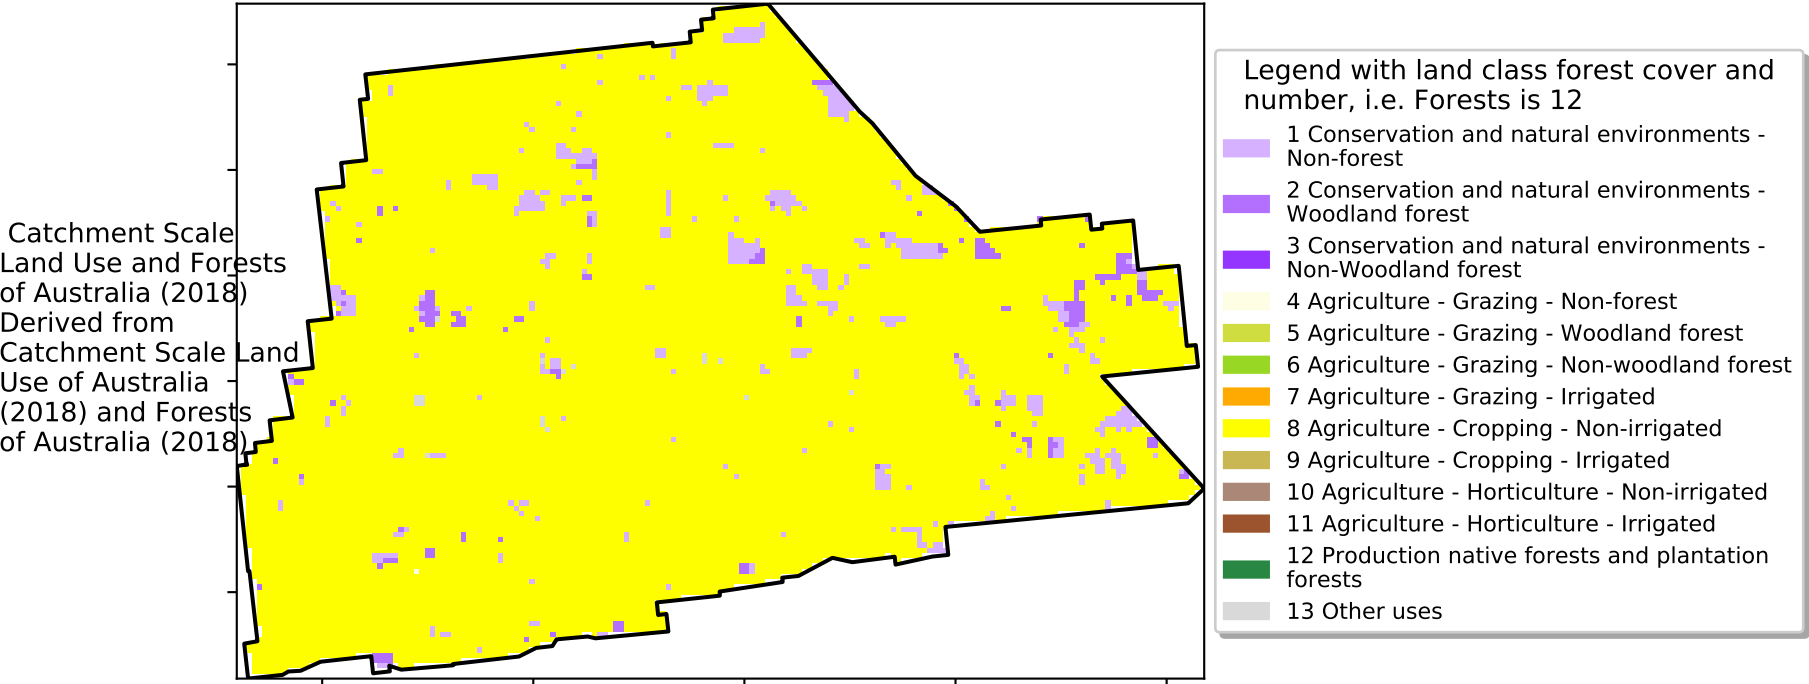 Catchment Scale
Land Use and Forests
of Australia (2018)
Derived from
Catchment Scale Land
Use of Australia
(2018) and Forests
of Australia (2018)
Legend with land class forest cover and
number, i.e. Forests is 12
1 Conservation and natural environments -
Non-forest
2 Conservation and natural environments -
Woodland forest
3 Conservation and natural environments -
Non-Woodland forest
4 Agriculture - Grazing - Non-forest
5 Agriculture - Grazing - Woodland forest
6 Agriculture - Grazing - Non-woodland forest
7 Agriculture - Grazing - Irrigated
8 Agriculture - Cropping - Non-irrigated
9 Agriculture - Cropping - Irrigated
10 Agriculture - Horticulture - Non-irrigated
11 Agriculture - Horticulture - Irrigated
12 Production native forests and plantation
forests
13 Other uses